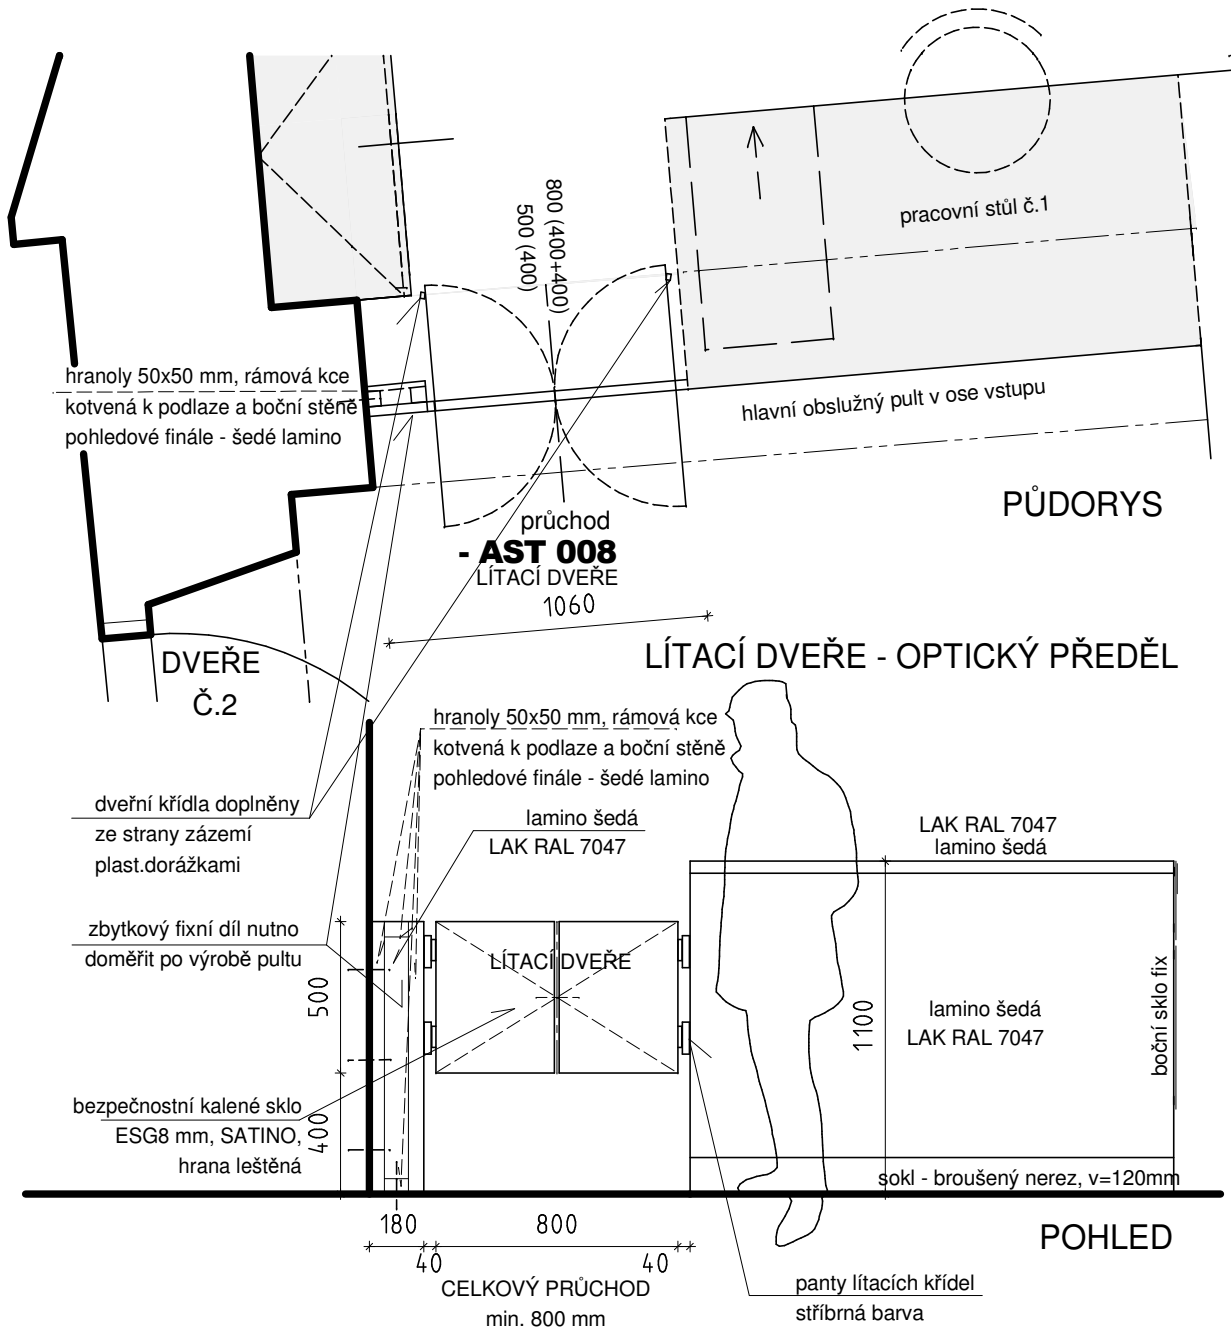 800 (400+400)
500 (400)
pracovní stůl č.1
hranoly 50x50 mm, rámová kce
kotvená k podlaze a boční stěně
pohledové finále - šedé lamino
hlavní obslužný pult v ose vstupu
PŮDORYS
průchod
- AST 008
LÍTACÍ DVEŘE
1060
DVEŘE
Č.2
LÍTACÍ DVEŘE - OPTICKÝ PŘEDĚL
hranoly 50x50 mm, rámová kce
kotvená k podlaze a boční stěně
pohledové finále - šedé lamino
dveřní křídla doplněny
ze strany zázemí
plast.dorážkami
lamino šedá
LAK RAL 7047
LAK RAL 7047
lamino šedá
zbytkový fixní díl nutno
doměřit po výrobě pultu
LÍTACÍ DVEŘE
500
1100
lamino šedá
LAK RAL 7047
boční sklo fix
bezpečnostní kalené sklo
ESG8 mm, SATINO,
hrana leštěná
400
sokl - broušený nerez, v=120mm
180
800
40
40
POHLED
CELKOVÝ PRŮCHOD
min. 800 mm
panty lítacích křídel
stříbrná barva